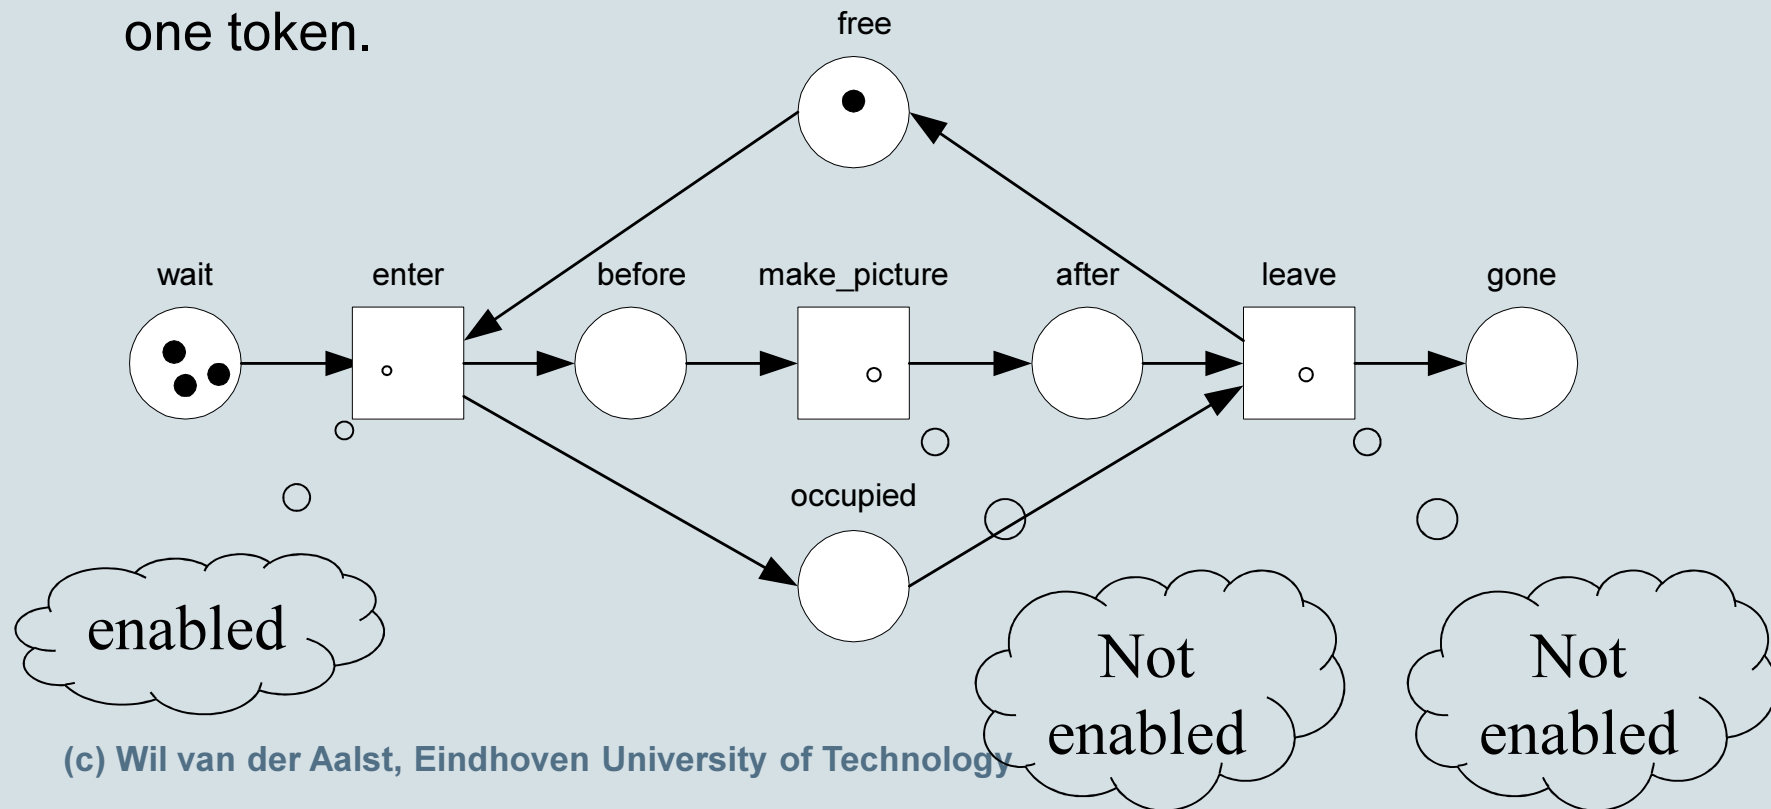 one token.
free
wait
enter
before
make_picture
after
leave
gone
occupied
enabled
Not
enabled
Not
enabled
(c) Wil van der Aalst, Eindhoven University of Technology